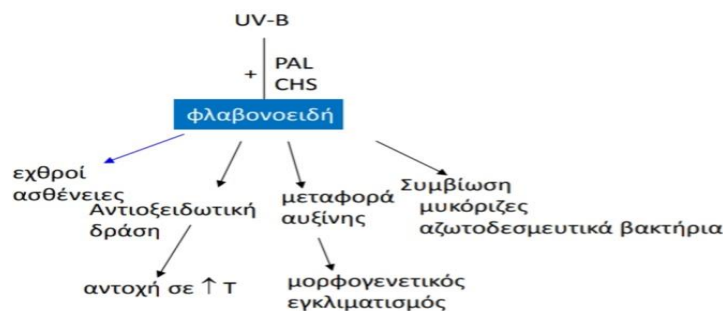 UV-B
+ PAL
CHS
φλαβονοειδή
εχθροί
ασθένειες
Αντιοξειδωτική
δράση
μεταφορά
αυξίνης
Συμβίωση
μυκόριζες
αζωτοδεσμευτικά βακτήρια
αντοχή σε ↑ Τ
μορφογενετικός
εγκλιματισμός